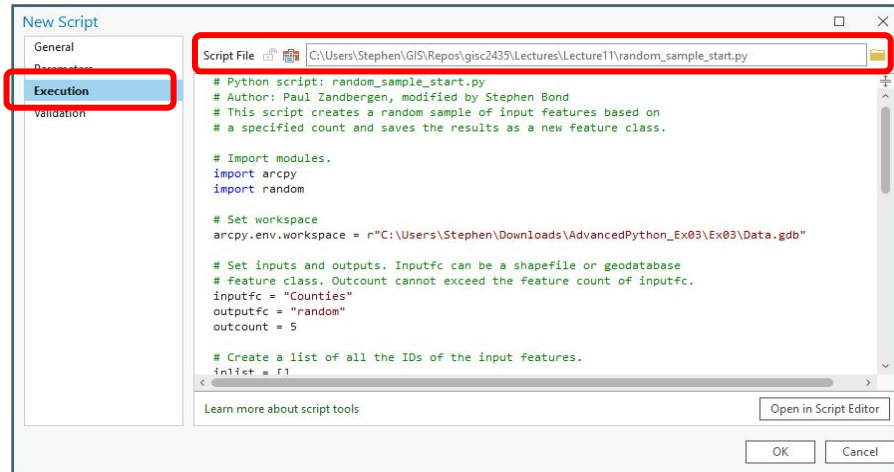 New Script
General
Parameters
Execution
Validation
Script File C:\Users\Stephen\GIS\Repos\gisc2435\Lectures\Lecture11\random_sample_start.py
# Python script: random_sample_start.py
# Author: Paul Zandbergen, modified by Stephen Bond
# This script creates a random sample of input features based on
# a specified count and saves the results as a new feature class.
# Import modules.
import arcpy
import random
# Set workspace
arcpy.env.workspace = r"C:\Users\Stephen\Downloads\AdvancedPython_Ex03\Ex03\Data.gdb"
# Set inputs and outputs. Inputfc can be a shapefile or geodatabase
# feature class. Outcount cannot exceed the feature count of inputfc.
inputfc = "Counties"
outputfc = "random"
outcount = 5
# Create a list of all the IDs of the input features.
inlist = []
Learn more about script tools
Open in Script Editor
OK
Cancel